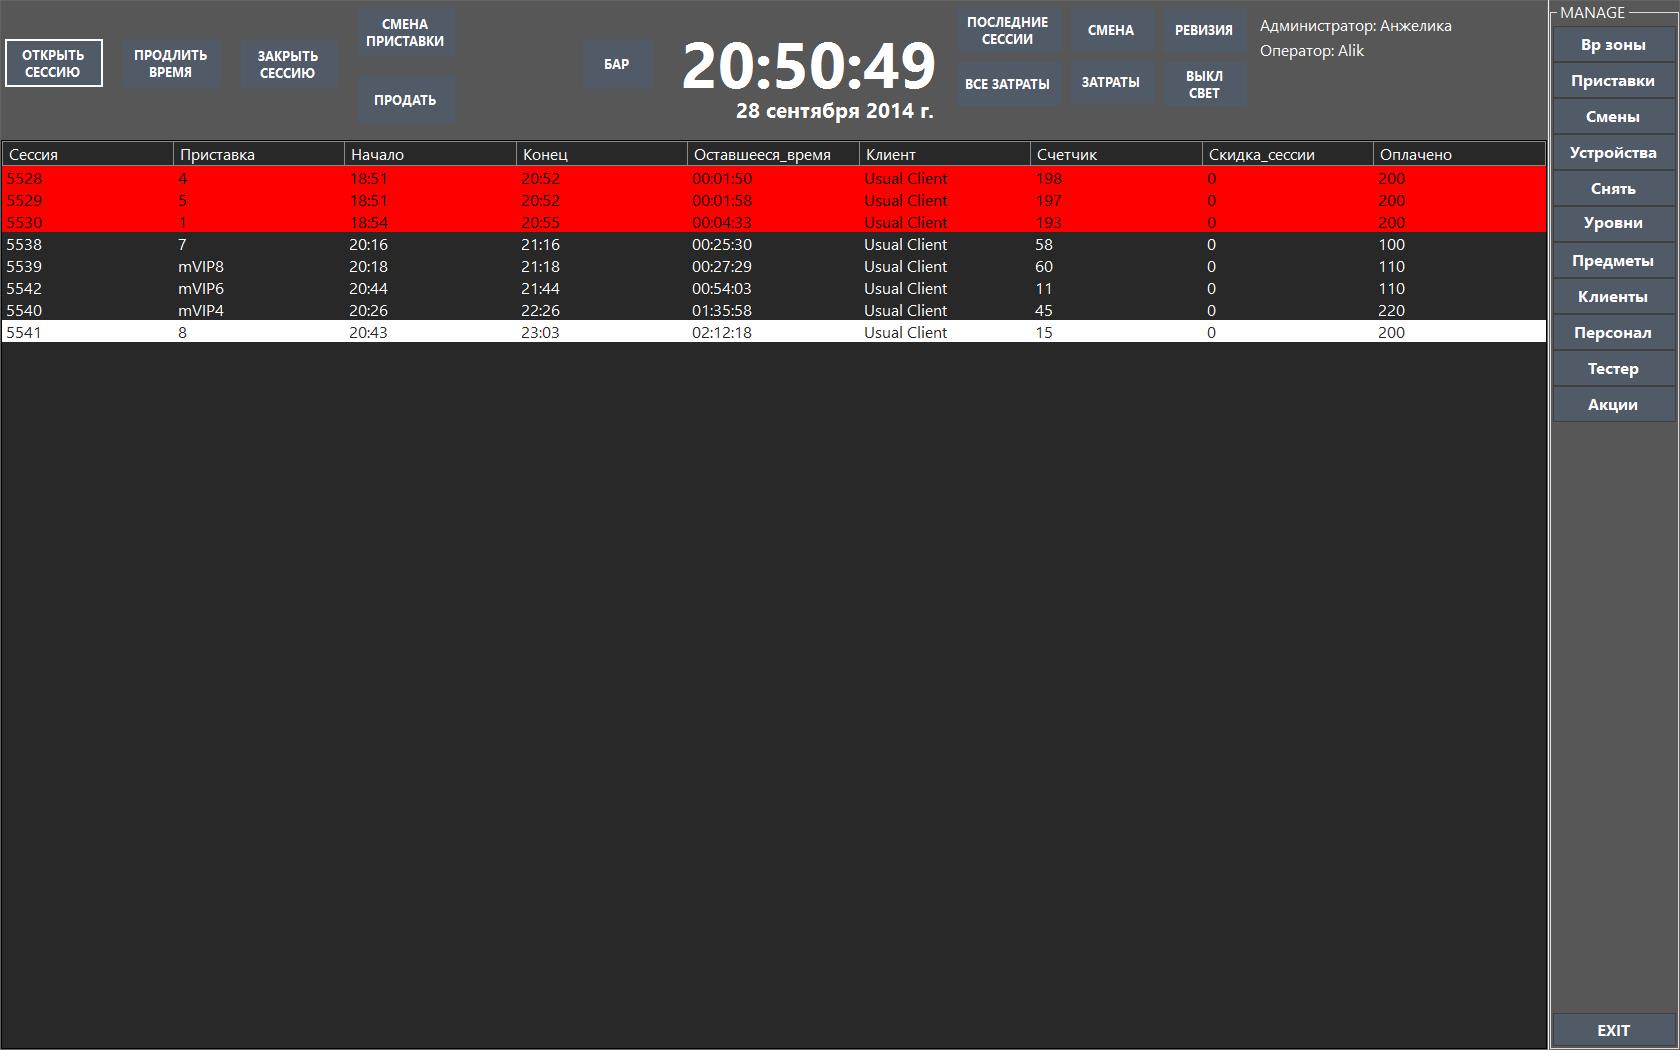 ОТКРЫТЬ
СЕССИЮ
ПРОДЛИТЬ
ВРЕМЯ
ЗАКРЫТЬ
СЕССИЮ
СМЕНА
ПРИСТАВКИ
ПРОДАТЬ
БАР
20:50:49
28 сентября 2014 г.
ПОСЛЕДНИЕ
СЕССИИ
СМЕНА
РЕВИЗИЯ
ВСЕ ЗАТРАТЫ
ЗАТРАТЫ
ВЫКЛ
СВЕТ
Администратор: Анжелика
Оператор: Alik
Сессия Приставка Начало Конец Оставшееся_время Клиент Счетчик Скидка_сессии Оплачено
5528 4 18:51 20:52 00:01:50 Usual Client 198 0 200
5529 5 18:51 20:52 00:01:58 Usual Client 197 0 200
5530 1 18:54 20:55 00:04:33 Usual Client 193 0 200
5538 7 20:16 21:16 00:25:30 Usual Client 58 0 100
5539 mVIP8 20:18 21:18 00:27:29 Usual Client 60 0 110
5542 mVIP6 20:44 21:44 00:54:03 Usual Client 11 0 110
5540 mVIP4 20:26 22:26 01:35:58 Usual Client 45 0 220
5541 8 20:43 23:03 02:12:18 Usual Client 15 0 200
MANAGE
Вр зоны
Приставки
Смены
Устройства
Снять
Уровни
Предметы
Клиенты
Персонал
Тестер
Акции
EXIT